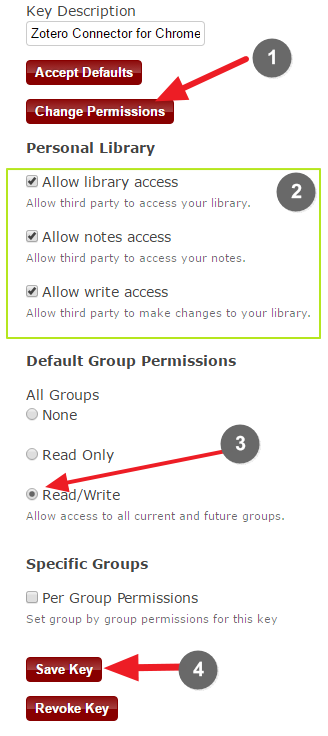 Key Description
Zotero Connector for Chrome
Accept Defaults
1
Change Permissions
Personal Library
2
Allow library access
Allow third party to access your library.
Allow notes access
Allow third party to access your notes.
Allow write access
Allow third party to make changes to your library.
Default Group Permissions
All Groups
None
3
Read Only
Read/Write
Allow access to all current and future groups.
Specific Groups
Per Group Permissions
Set group by group permissions for this key
Save Key
4
Revoke Key